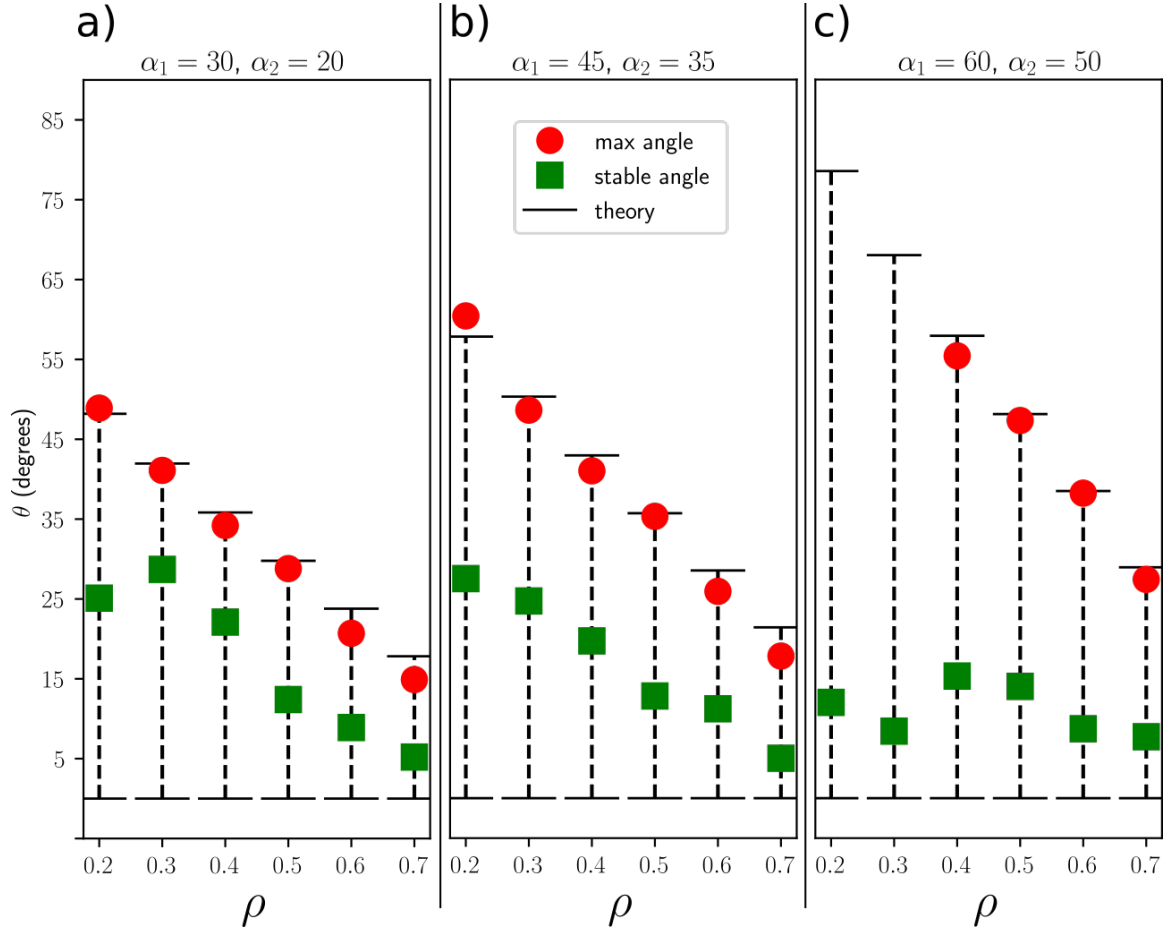 a)
α₁ = 30, α₂ = 20
85
75
65
55
45
35
25
15
5
θ (degrees)
0.2 0.3 0.4 0.5 0.6 0.7
ρ
b)
α₁ = 45, α₂ = 35
max angle
stable angle
theory
0.2 0.3 0.4 0.5 0.6 0.7
ρ
c)
α₁ = 60, α₂ = 50
0.2 0.3 0.4 0.5 0.6 0.7
ρ